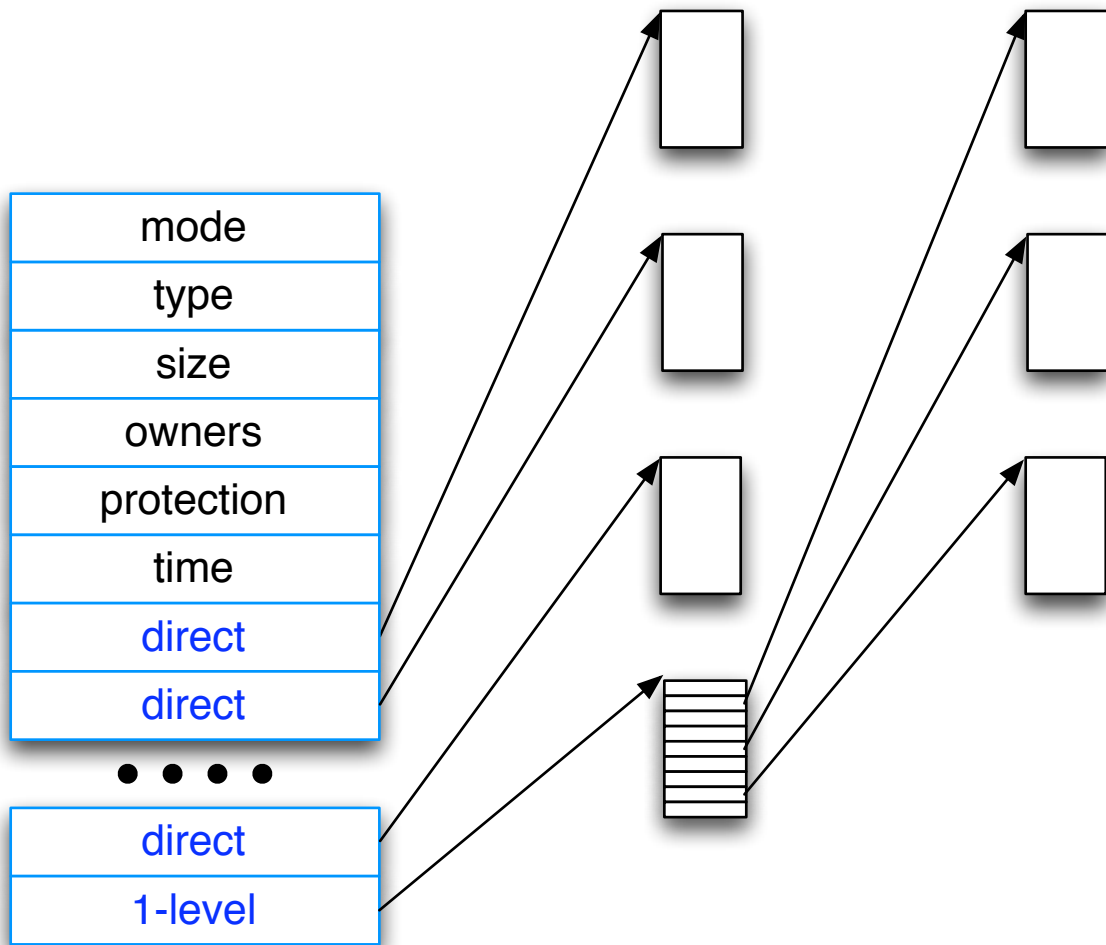 mode
type
size
owners
protection
time
direct
direct
direct
1-level